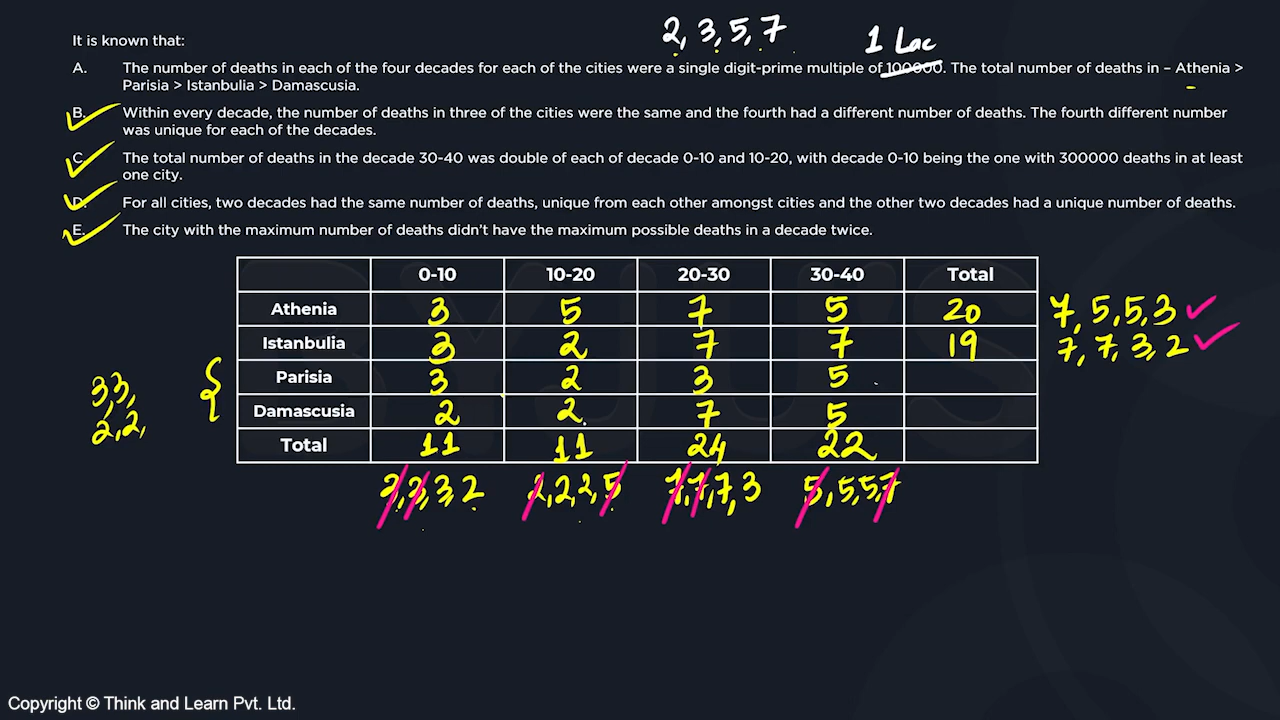 2, 3, 5, 7
1 Lac
It is known that:
A. The number of deaths in each of the four decades for each of the cities were a single digit-prime multiple of 100000. The total number of deaths in – Athenia >
Parisia > Istanbulia > Damascusia.
B. Within every decade, the number of deaths in three of the cities were the same and the fourth had a different number of deaths. The fourth different number
was unique for each of the decades.
C. The total number of deaths in the decade 30-40 was double of each of decade 0-10 and 10-20, with decade 0-10 being the one with 300000 deaths in at least
one city.
D. For all cities, two decades had the same number of deaths, unique from each other amongst cities and the other two decades had a unique number of deaths.
E. The city with the maximum number of deaths didn't have the maximum possible deaths in a decade twice.
0-10 10-20 20-30 30-40 Total
Athenia 3 5 7 5 20 7, 5, 5, 3
Istanbulia 3 2 7 7 19 7, 7, 3, 2
Parisia 3 2 3 5
3,3,
Damascusia 2 2 7 5
2,2,
Total 11 11 24 22
3,3,3,2 2,2,2,5 7,7,7,3 5,5,5,7
Copyright © Think and Learn Pvt. Ltd.